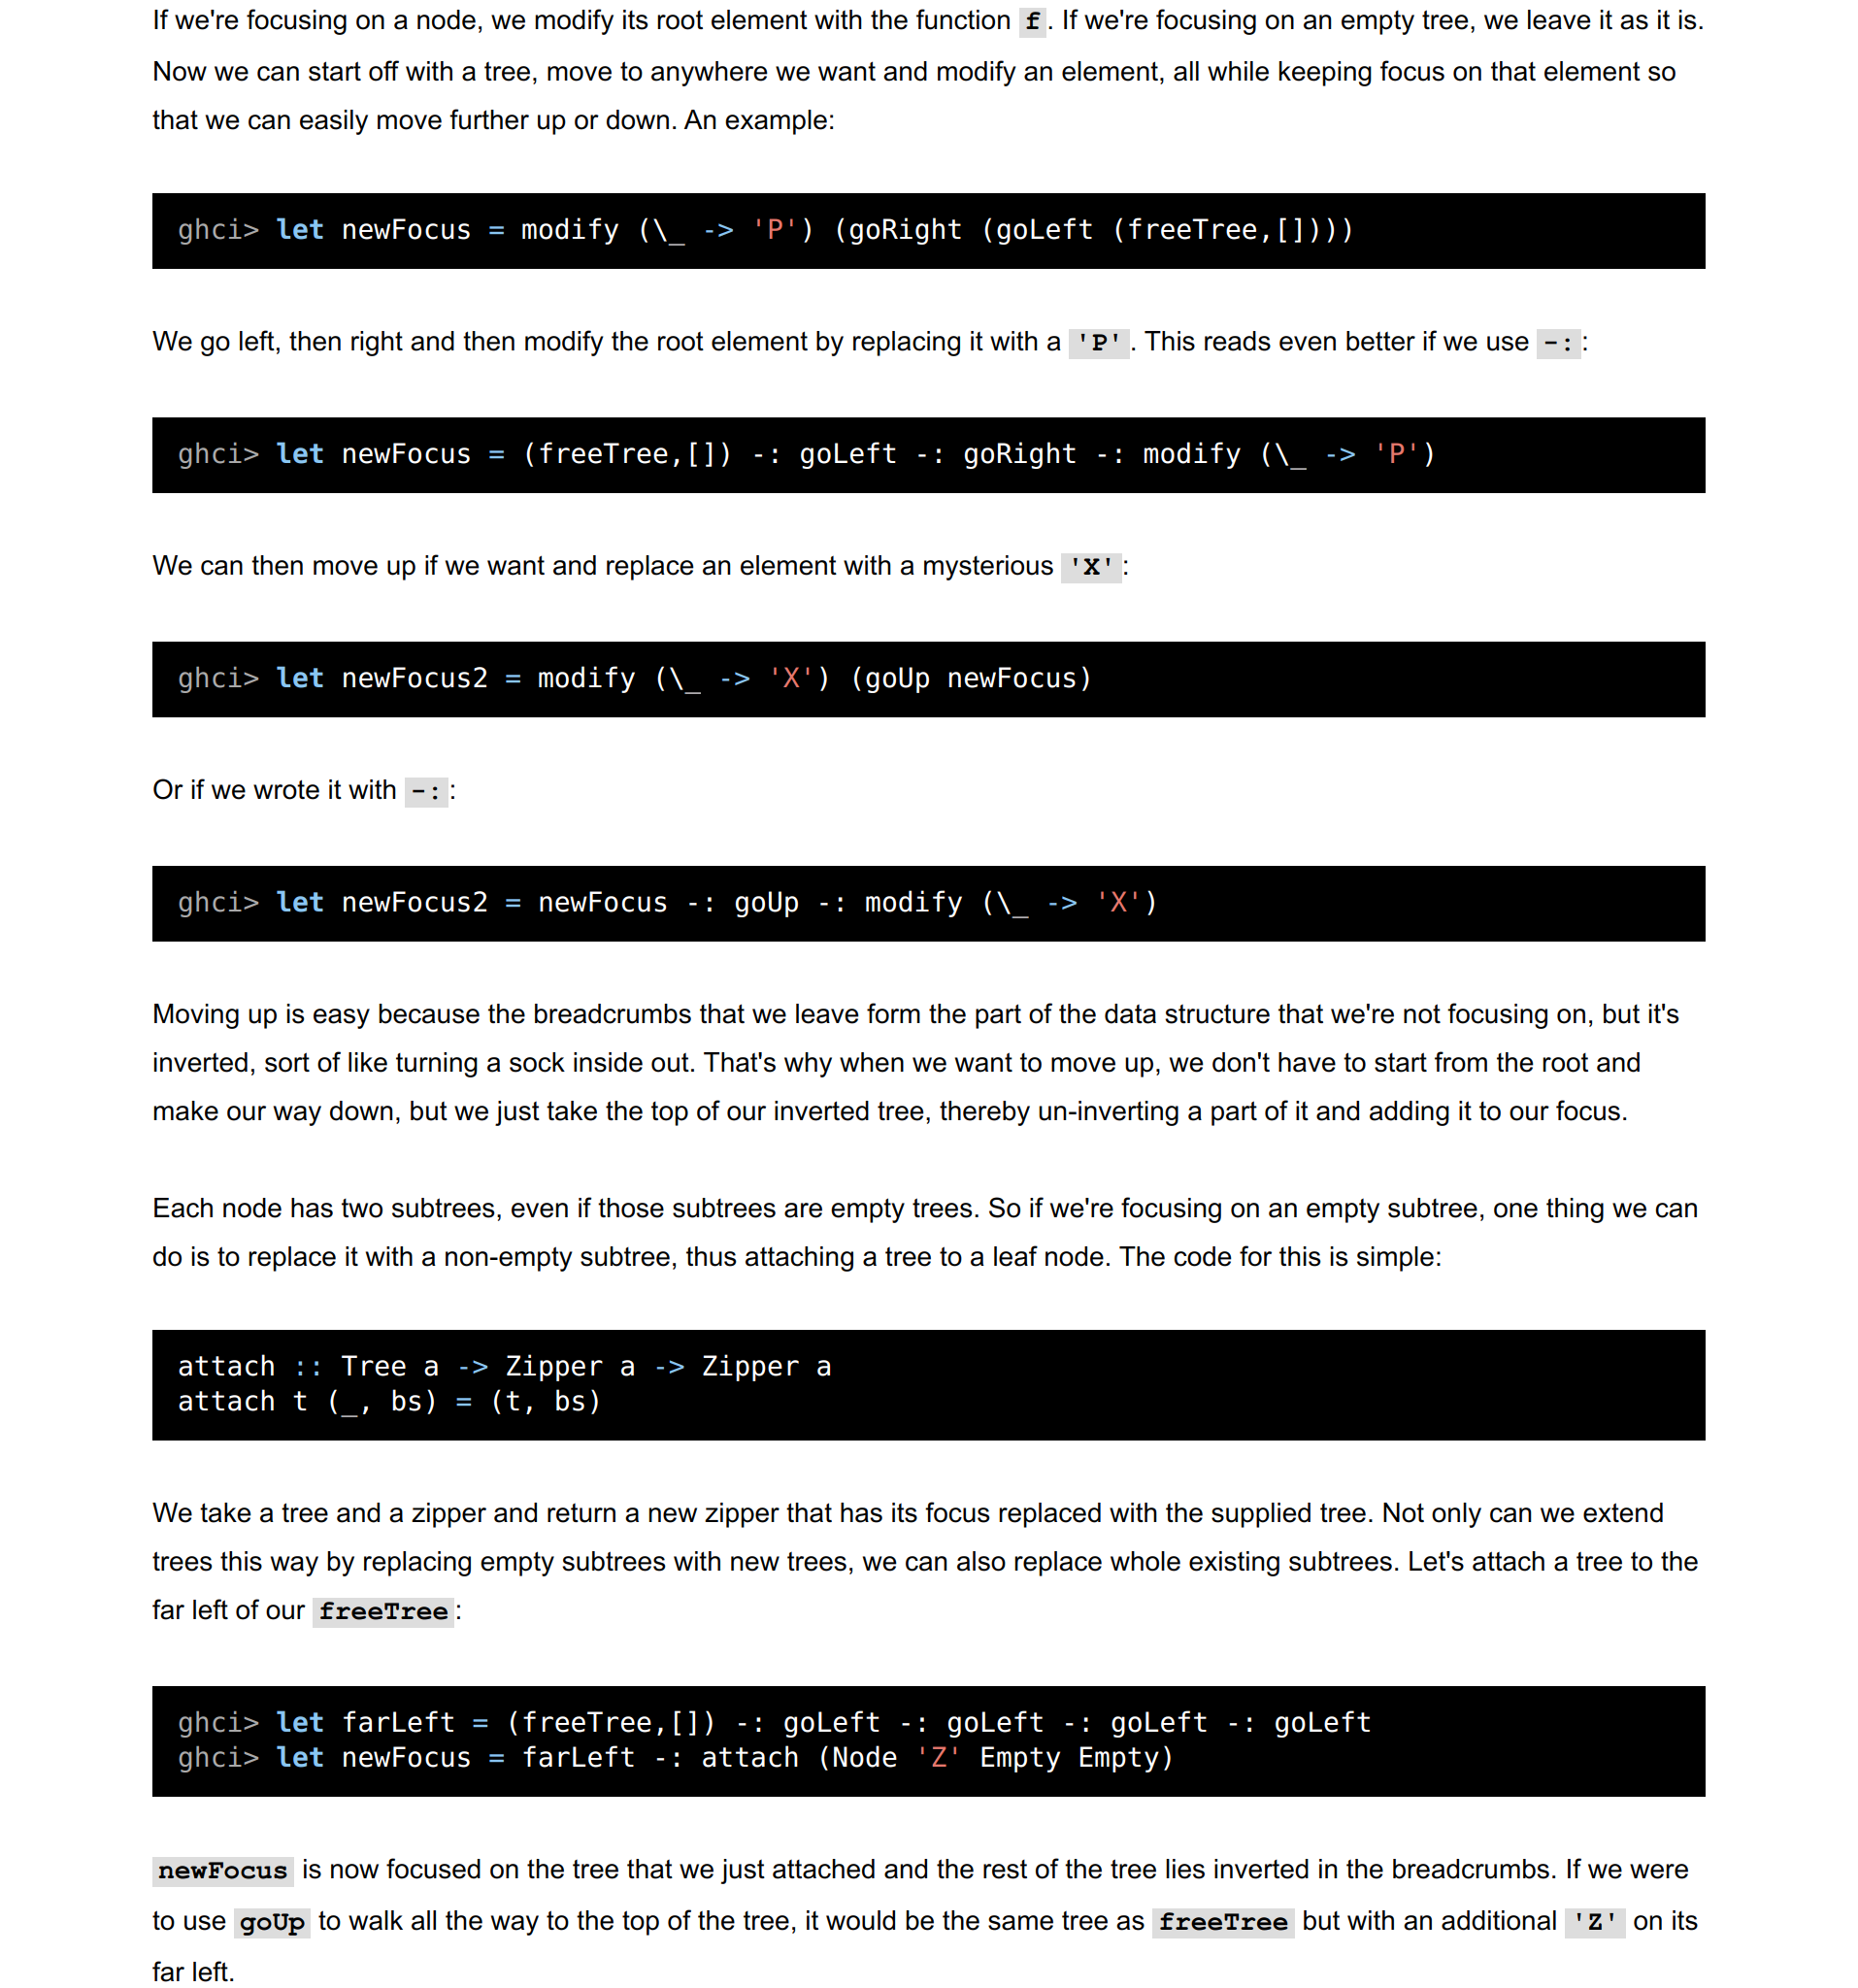 If we're focusing on a node, we modify its root element with the function f. If we're focusing on an empty tree, we leave it as it is.
Now we can start off with a tree, move to anywhere we want and modify an element, all while keeping focus on that element so
that we can easily move further up or down. An example:
ghci> let newFocus = modify (\_ -> 'P') (goRight (goLeft (freeTree,[])))
We go left, then right and then modify the root element by replacing it with a 'P'. This reads even better if we use -::
ghci> let newFocus = (freeTree,[]) -: goLeft -: goRight -: modify (\_ -> 'P')
We can then move up if we want and replace an element with a mysterious 'X':
ghci> let newFocus2 = modify (\_ -> 'X') (goUp newFocus)
Or if we wrote it with -::
ghci> let newFocus2 = newFocus -: goUp -: modify (\_ -> 'X')
Moving up is easy because the breadcrumbs that we leave form the part of the data structure that we're not focusing on, but it's
inverted, sort of like turning a sock inside out. That's why when we want to move up, we don't have to start from the root and
make our way down, but we just take the top of our inverted tree, thereby un-inverting a part of it and adding it to our focus.
Each node has two subtrees, even if those subtrees are empty trees. So if we're focusing on an empty subtree, one thing we can
do is to replace it with a non-empty subtree, thus attaching a tree to a leaf node. The code for this is simple:
attach :: Tree a -> Zipper a -> Zipper a
attach t (_, bs) = (t, bs)
We take a tree and a zipper and return a new zipper that has its focus replaced with the supplied tree. Not only can we extend
trees this way by replacing empty subtrees with new trees, we can also replace whole existing subtrees. Let's attach a tree to the
far left of our freeTree:
ghci> let farLeft = (freeTree,[]) -: goLeft -: goLeft -: goLeft -: goLeft
ghci> let newFocus = farLeft -: attach (Node 'Z' Empty Empty)
newFocus is now focused on the tree that we just attached and the rest of the tree lies inverted in the breadcrumbs. If we were
to use goUp to walk all the way to the top of the tree, it would be the same tree as freeTree but with an additional 'Z' on its
far left.